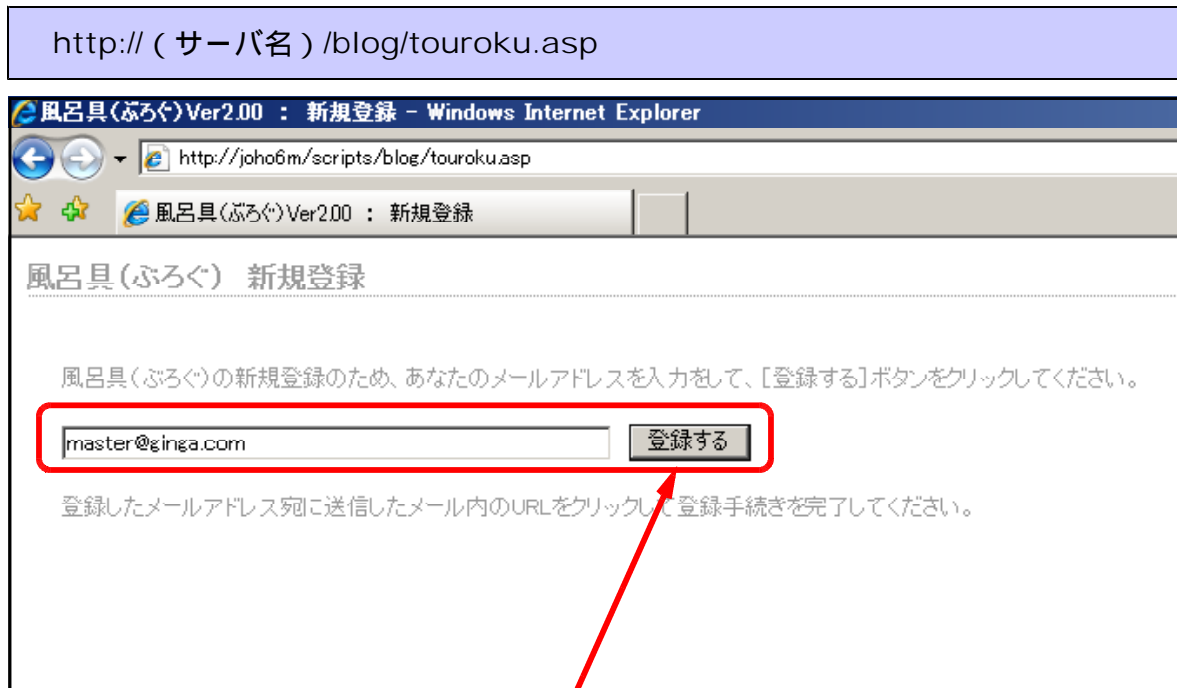 http://（サーバ名）/blog/touroku.asp
風呂具(ぶろぐ)Ver2.00 ： 新規登録 - Windows Internet Explorer
http://joho6m/scripts/blog/touroku.asp
風呂具(ぶろぐ)Ver2.00 ： 新規登録
風呂具(ぶろぐ) 新規登録
風呂具(ぶろぐ)の新規登録のため、あなたのメールアドレスを入力をして、[登録する]ボタンをクリックしてください。
master@ginga.com 登録する
登録したメールアドレス宛に送信したメール内のURLをクリックして登録手続きを完了してください。